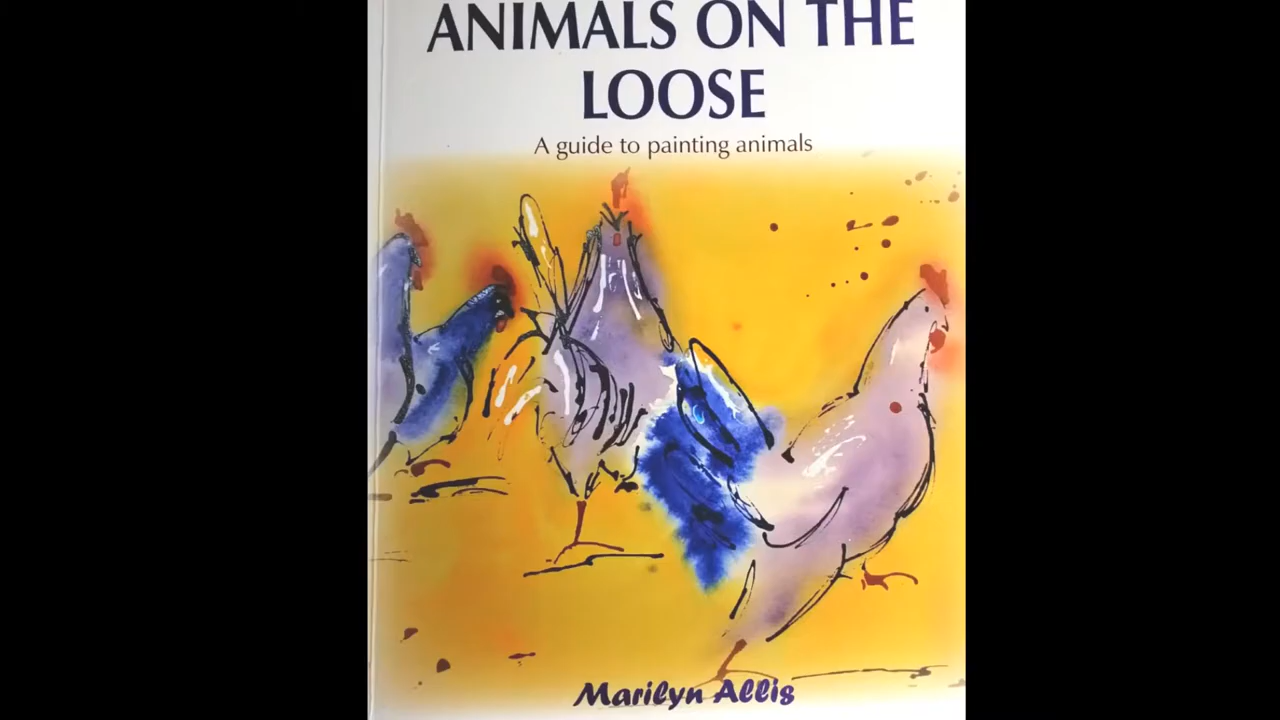 ANIMALS ON THE
LOOSE
A guide to painting animals
Marilyn Allis